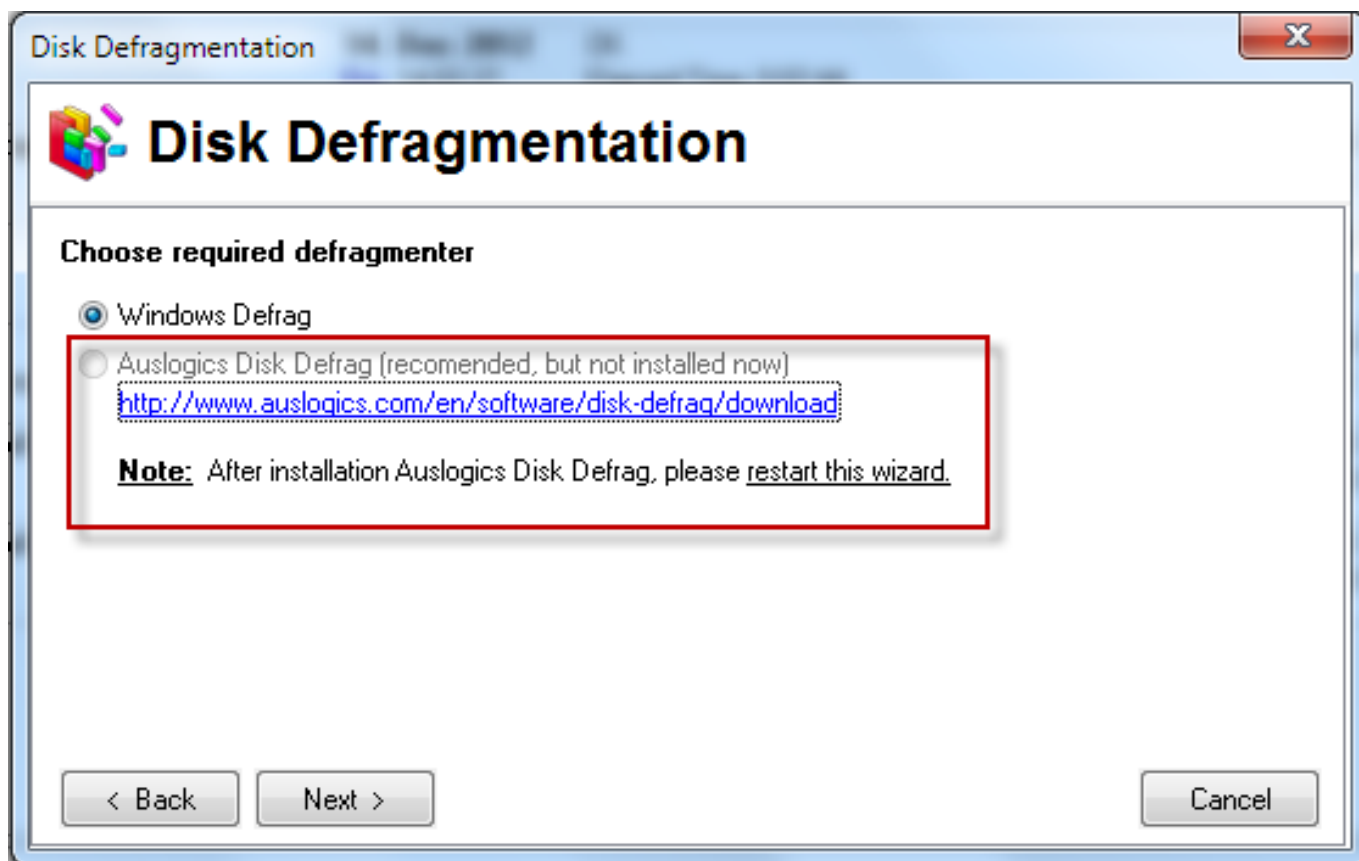 Disk Defragmentation
Disk Defragmentation
Choose required defragmenter
Windows Defrag
Auslogics Disk Defrag (recomended, but not installed now)
http://www.auslogics.com/en/software/disk-defrag/download
Note: After installation Auslogics Disk Defrag, please restart this wizard.
< Back Next > Cancel